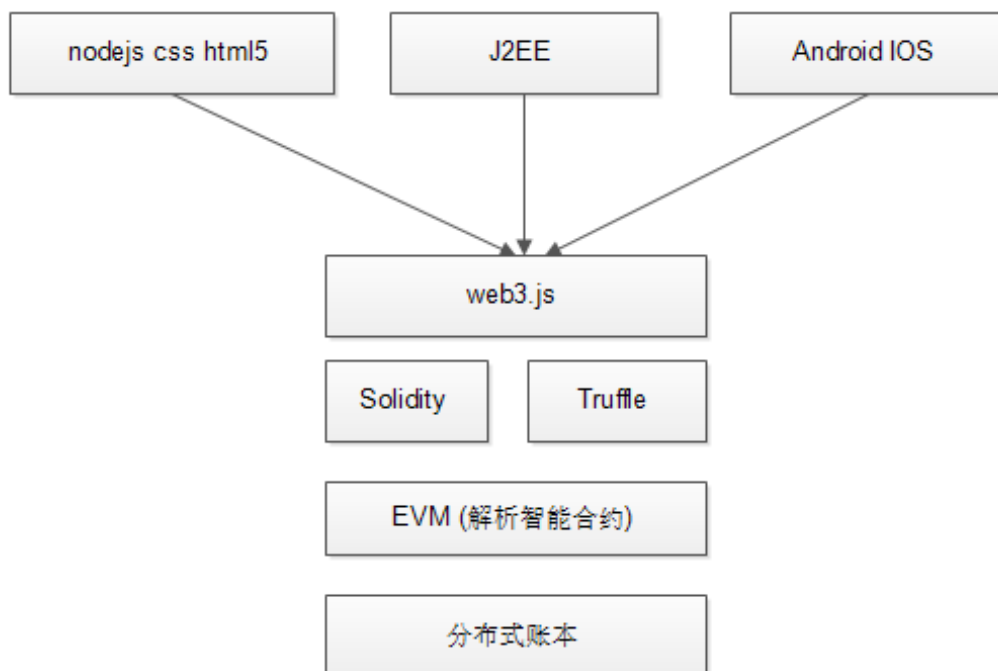 nodejs css html5
J2EE
Android IOS
web3.js
Solidity
Truffle
EVM (解析智能合约)
分布式账本